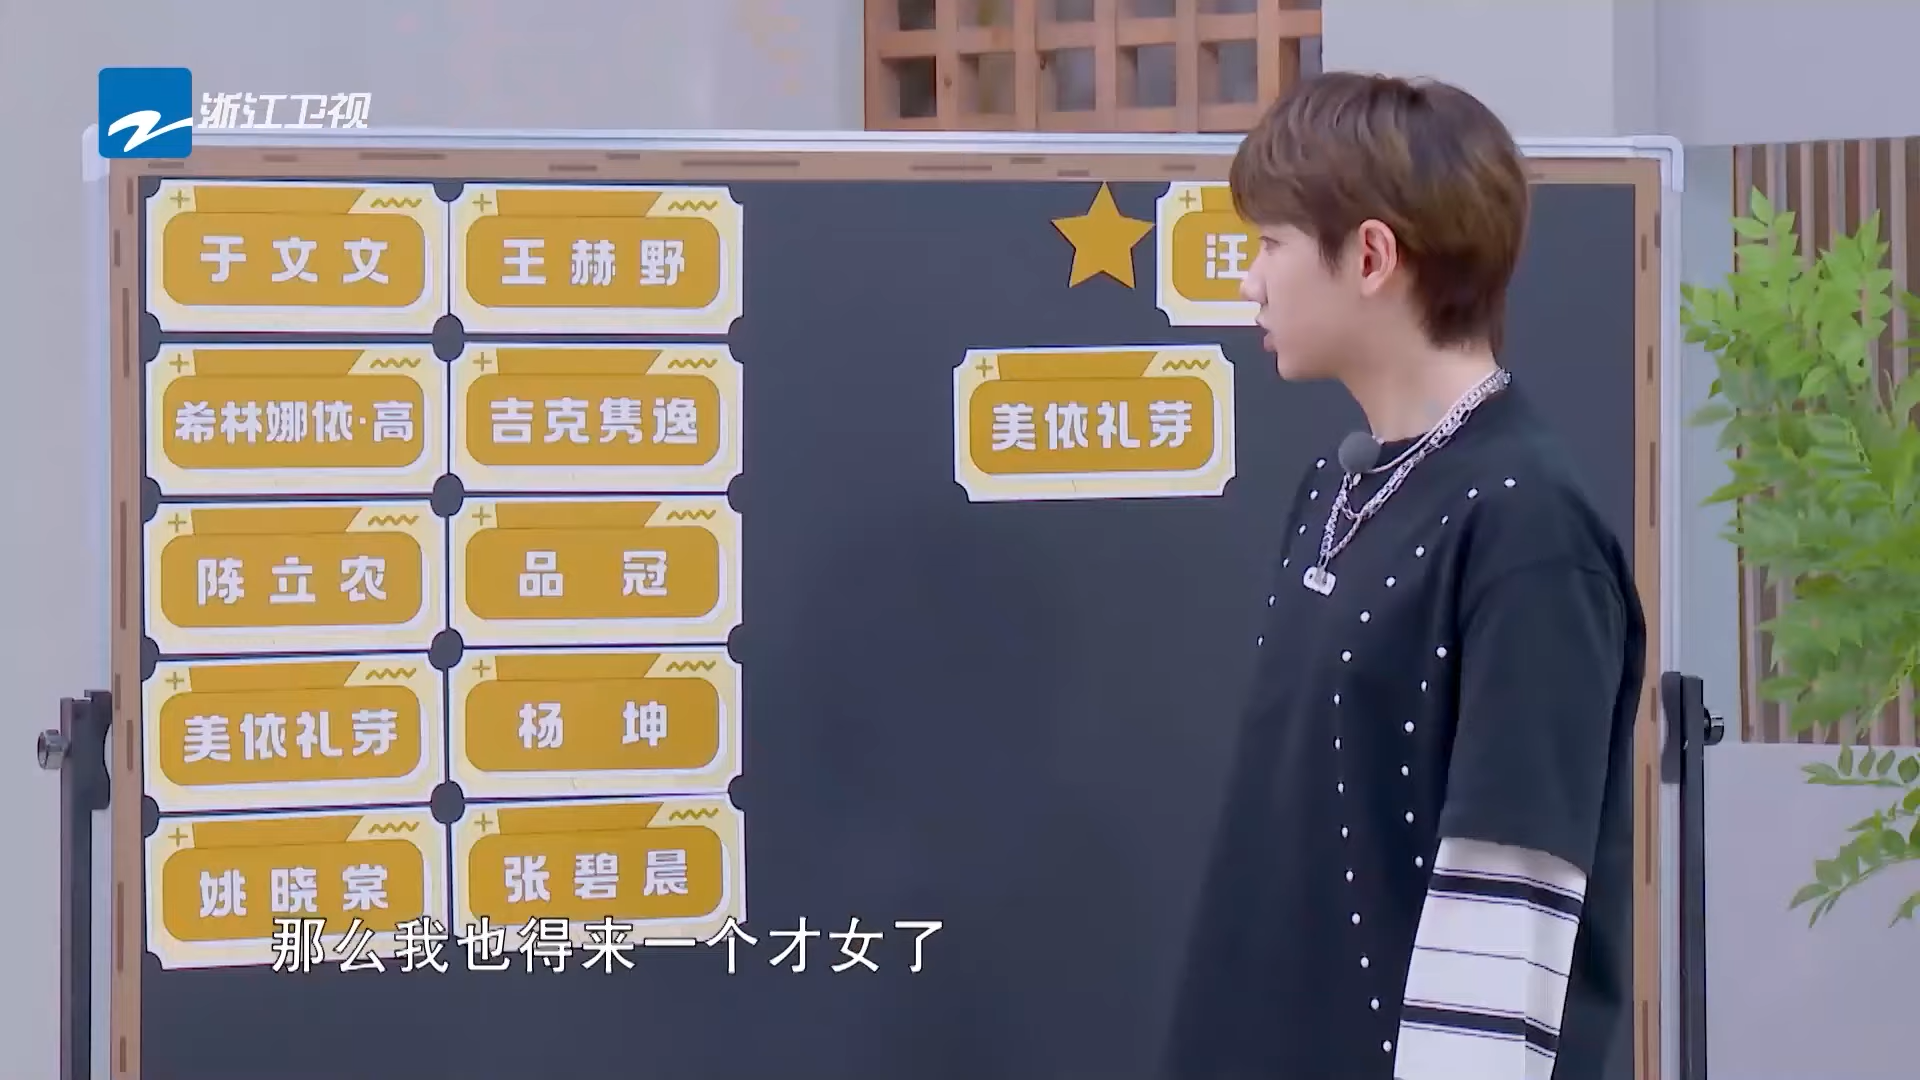 浙江卫视
于文文
王赫野
汪
希林娜依·高
吉克隽逸
美依礼芽
陈立农
品冠
美依礼芽
杨坤
姚晓棠
张碧晨
那么我也得来一个才女了